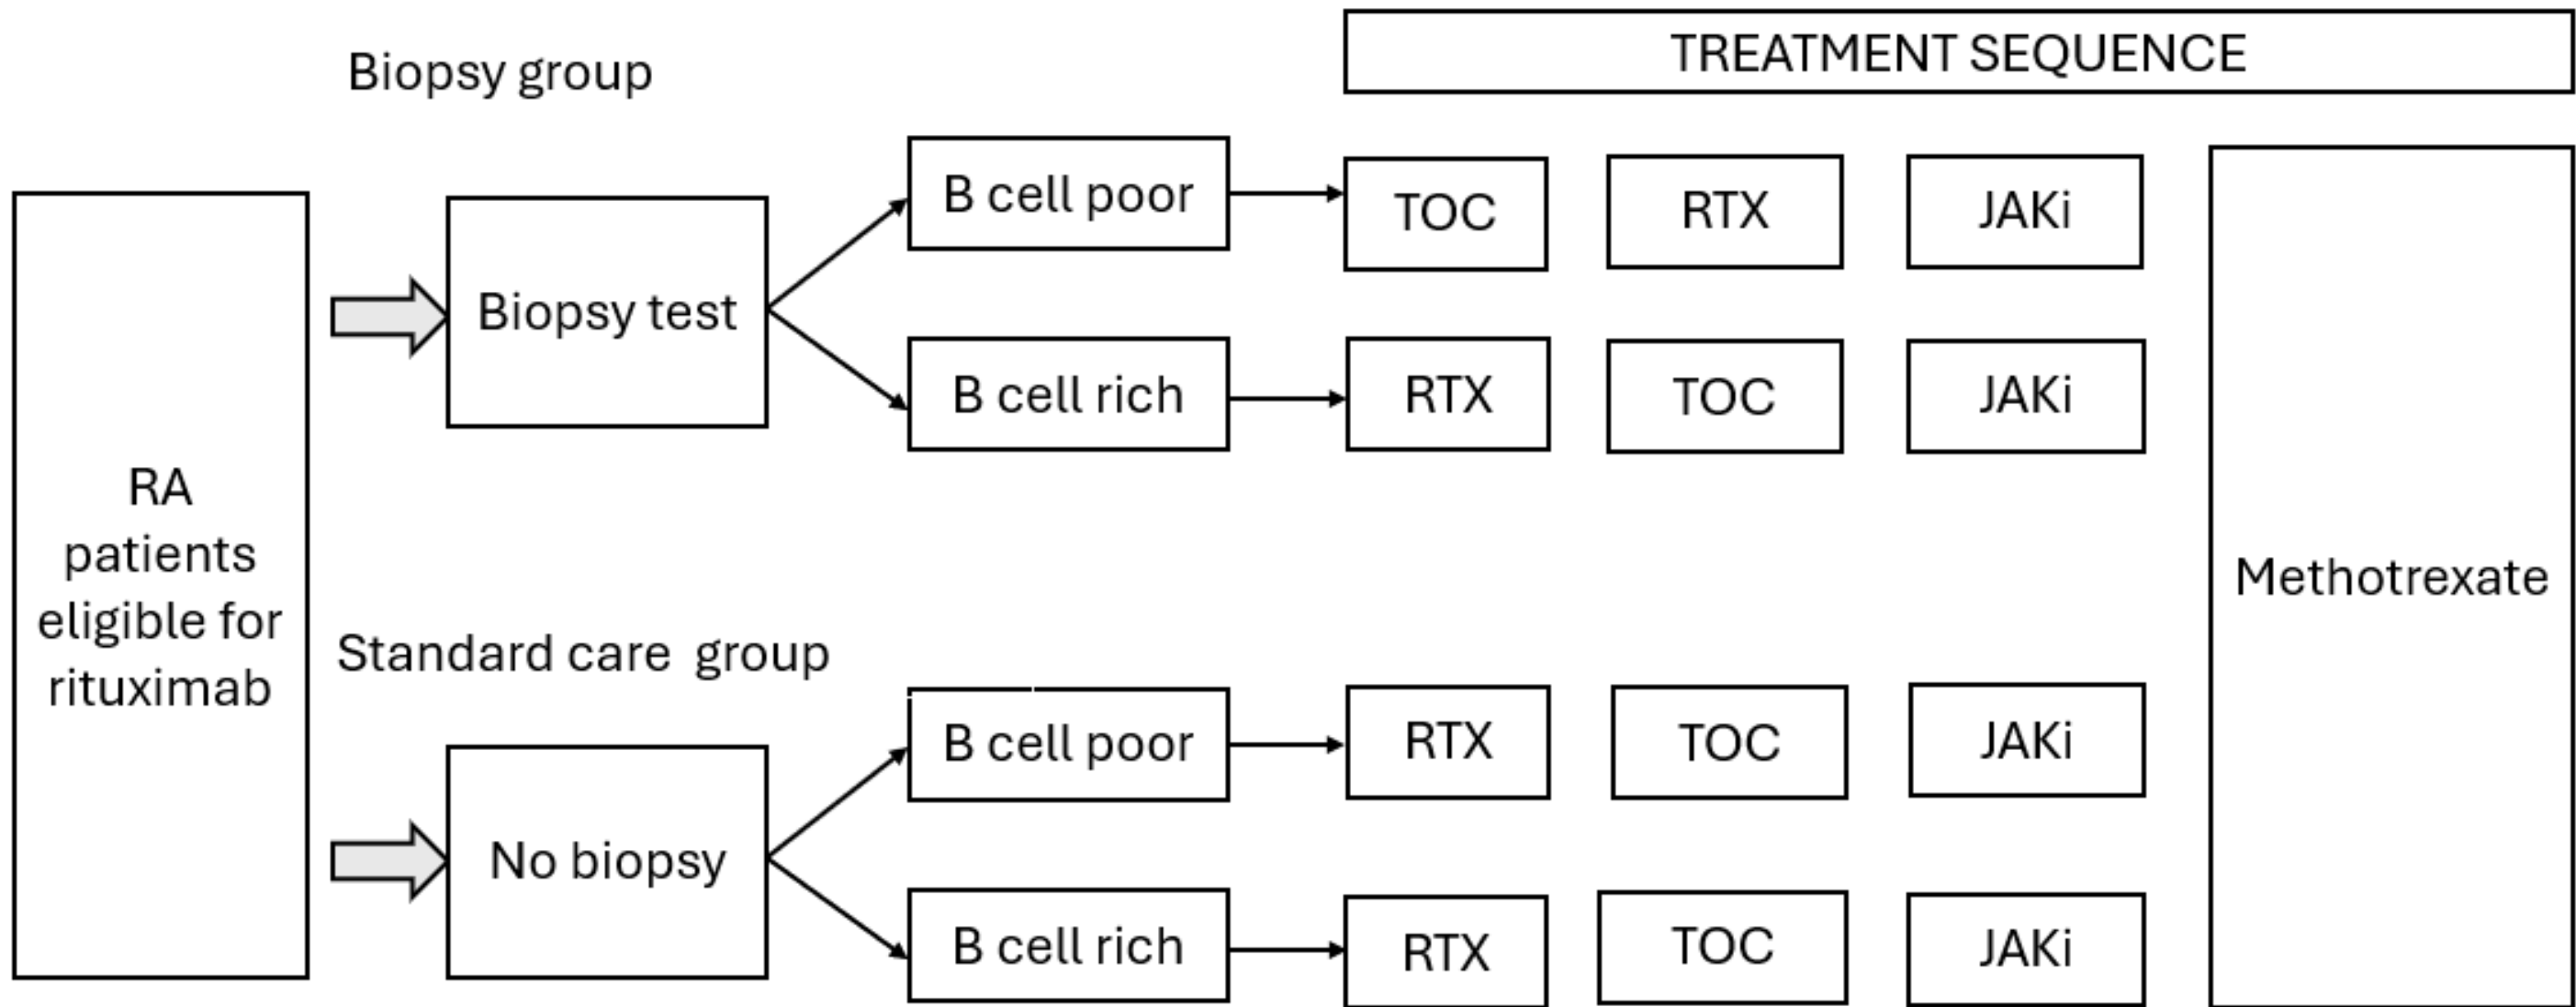 Biopsy group
TREATMENT SEQUENCE
RA
patients
eligible for
rituximab
Biopsy test
B cell poor
TOC
RTX
JAKi
B cell rich
RTX
TOC
JAKi
Methotrexate
Standard care group
No biopsy
B cell poor
RTX
TOC
JAKi
B cell rich
RTX
TOC
JAKi